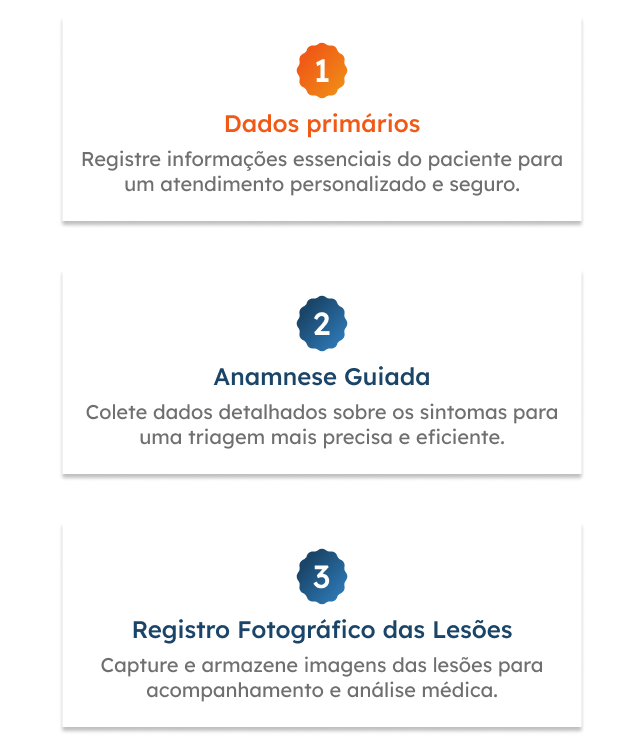 1
Dados primários
Registre informações essenciais do paciente para
um atendimento personalizado e seguro.
2
Anamnese Guiada
Colete dados detalhados sobre os sintomas para
uma triagem mais precisa e eficiente.
3
Registro Fotográfico das Lesões
Capture e armazene imagens das lesões para
acompanhamento e análise médica.